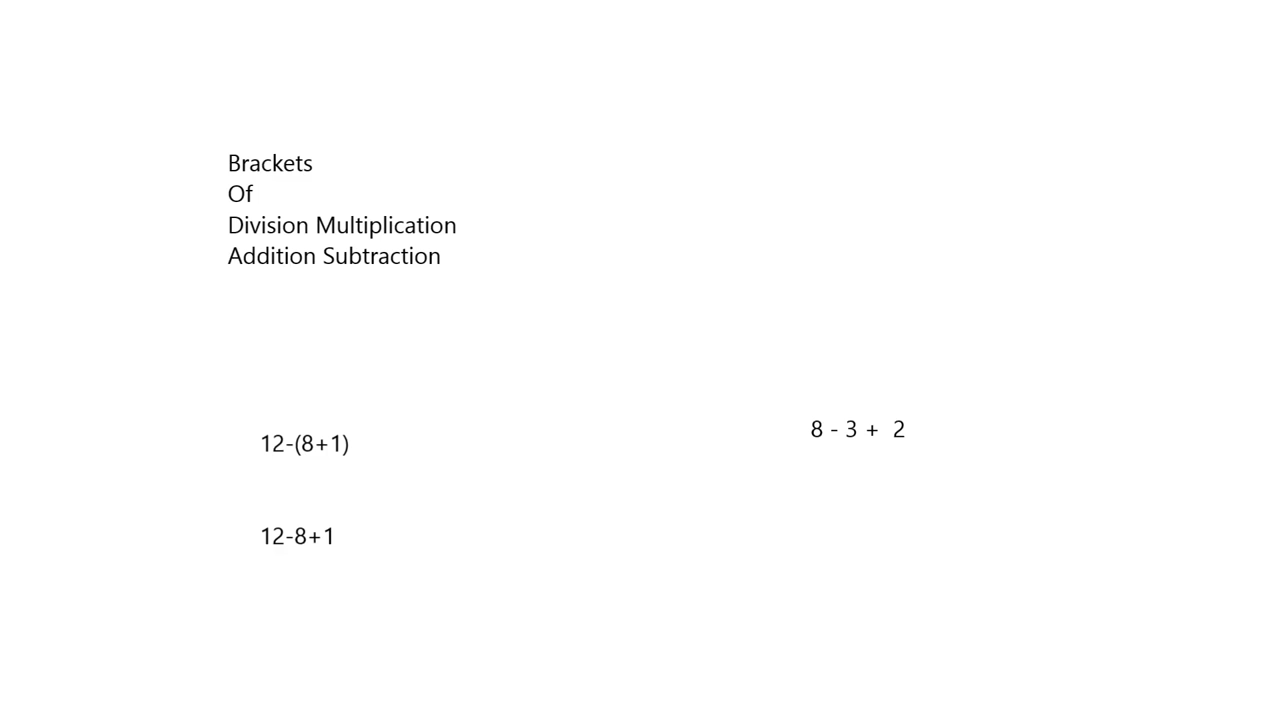 Brackets
Of
Division Multiplication
Addition Subtraction
12-(8+1)
8 - 3 +  2
12-8+1